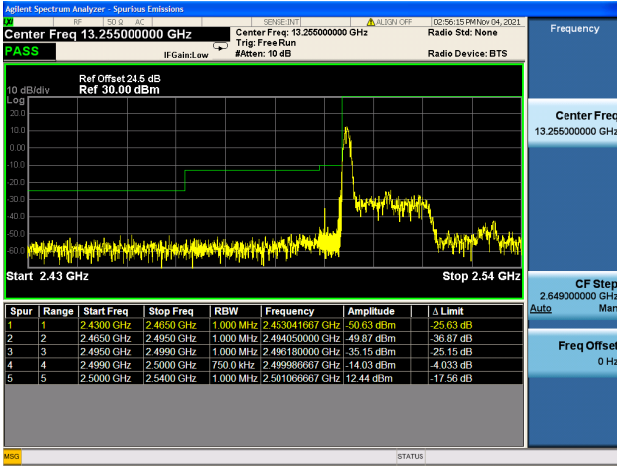 Agilent Spectrum Analyzer - Spurious Emissions
RF 50 Ω AC SENSE:INT ALIGN OFF 02:56:15 PM Nov 04, 2021
Center Freq 13.255000000 GHz
Center Freq: 13.255000000 GHz
Radio Std: None
Trig: Free Run
PASS
IFGain:Low
#Atten: 10 dB
Radio Device: BTS
Ref Offset 24.5 dB
10 dB/div
Ref 30.00 dBm
Log
20.0
10.0
0.00
-10.0
-20.0
-30.0
-40.0
-50.0
-60.0
Start 2.43 GHz
Stop 2.54 GHz
Spur Range Start Freq Stop Freq RBW Frequency Amplitude Δ Limit
1 1 2.4300 GHz 2.4650 GHz 1.000 MHz 2.453041667 GHz -50.63 dBm -25.63 dB
2 2 2.4650 GHz 2.4950 GHz 1.000 MHz 2.494050000 GHz -49.87 dBm -36.87 dB
3 3 2.4950 GHz 2.4990 GHz 1.000 MHz 2.496180000 GHz -35.15 dBm -25.15 dB
4 4 2.4990 GHz 2.5000 GHz 750.0 kHz 2.499986667 GHz -14.03 dBm -4.033 dB
5 5 2.5000 GHz 2.5400 GHz 1.000 MHz 2.501066667 GHz 12.44 dBm -17.56 dB
MSG
STATUS
Frequency
Center Freq
13.255000000 GHz
CF Step
2.649000000 GHz
Auto Man
Freq Offset
0 Hz